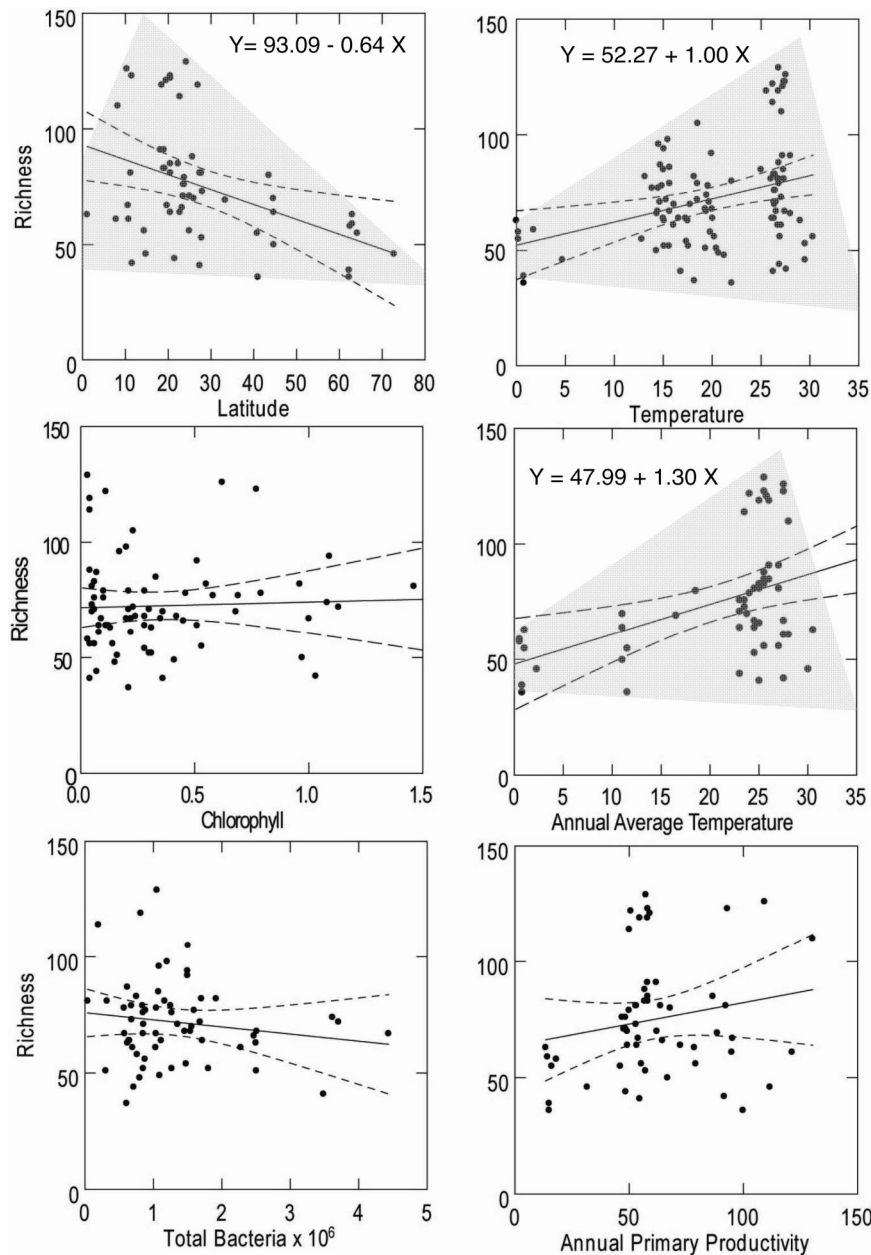 Y= 93.09 - 0.64 X
150
100
50
0
Richness
0 10 20 30 40 50 60 70 80
Latitude
Y = 52.27 + 1.00 X
150
100
50
0
0 5 10 15 20 25 30 35
Temperature
150
100
50
0
Richness
0.0 0.5 1.0 1.5
Chlorophyll
Y = 47.99 + 1.30 X
150
100
50
0
0 5 10 15 20 25 30 35
Annual Average Temperature
150
100
50
0
Richness
0 1 2 3 4 5
Total Bacteria x 10⁶
150
100
50
0
0 50 100 150
Annual Primary Productivity